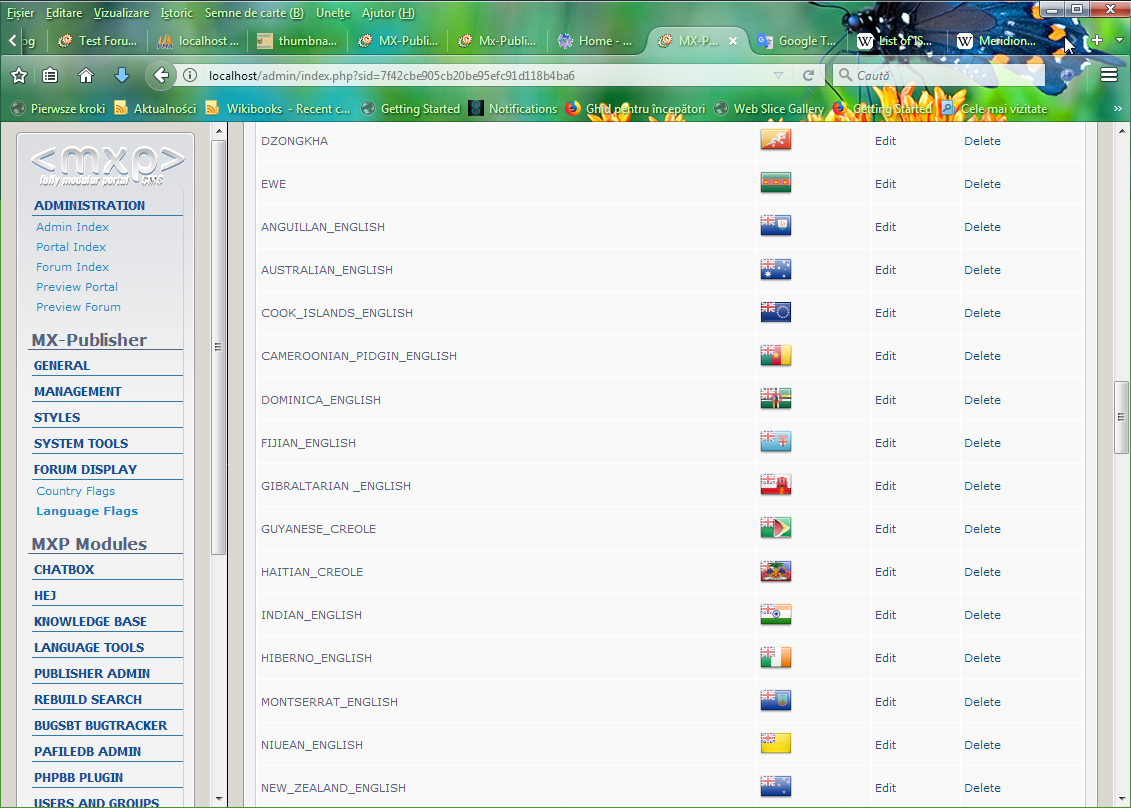 Fișier Editare Vizualizare Istoric Semne de carte (B) Unelte Ajutor (H)
og Test Foru... localhost ... thumbna... MX-Publi... Mx-Publi... Home - ... MX-P... Google T... List of IS... Meridion...
localhost/admin/index.php?sid=7f42cbe905cb20be95efc91d118b4ba6 Caută
Pierwsze kroki Aktualności Wikibooks - Recent c... Getting Started Notifications Ghid pentru începători Web Slice Gallery Getting Started Cele mai vizitate »
<mxp>
fully modular portal CMS
ADMINISTRATION
Admin Index
Portal Index
Forum Index
Preview Portal
Preview Forum
MX-Publisher
GENERAL
MANAGEMENT
STYLES
SYSTEM TOOLS
FORUM DISPLAY
Country Flags
Language Flags
MXP Modules
CHATBOX
HEJ
KNOWLEDGE BASE
LANGUAGE TOOLS
PUBLISHER ADMIN
REBUILD SEARCH
BUGSBT BUGTRACKER
PAFILEDB ADMIN
PHPBB PLUGIN
USERS AND GROUPS
DZONGKHA Edit Delete
EWE Edit Delete
ANGUILLAN_ENGLISH Edit Delete
AUSTRALIAN_ENGLISH Edit Delete
COOK_ISLANDS_ENGLISH Edit Delete
CAMEROONIAN_PIDGIN_ENGLISH Edit Delete
DOMINICA_ENGLISH Edit Delete
FIJIAN_ENGLISH Edit Delete
GIBRALTARIAN _ENGLISH Edit Delete
GUYANESE_CREOLE Edit Delete
HAITIAN_CREOLE Edit Delete
INDIAN_ENGLISH Edit Delete
HIBERNO_ENGLISH Edit Delete
MONTSERRAT_ENGLISH Edit Delete
NIUEAN_ENGLISH Edit Delete
NEW_ZEALAND_ENGLISH Edit Delete